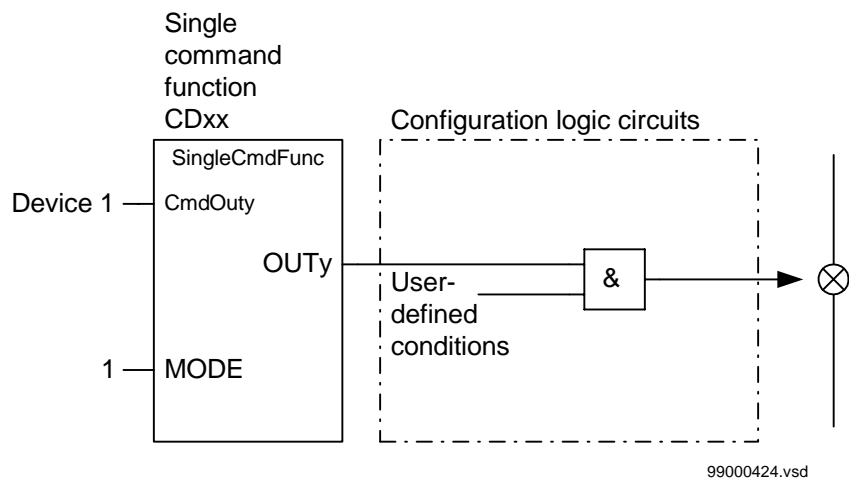 Single
command
function
CDxx
Configuration logic circuits
SingleCmdFunc
Device 1
CmdOuty
OUTy
&
User-
defined
conditions
1
MODE
99000424.vsd